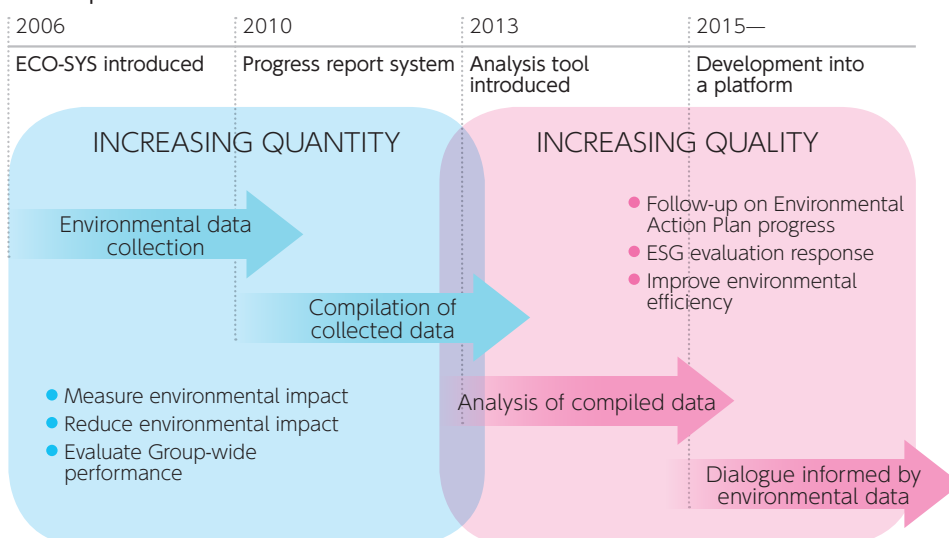 2006
2010
2013
2015—
ECO-SYS introduced
Progress report system
Analysis tool
introduced
Development into
a platform
INCREASING QUANTITY
INCREASING QUALITY
Environmental data
collection
Follow-up on Environmental
Action Plan progress
ESG evaluation response
Improve environmental
efficiency
Compilation of
collected data
Measure environmental impact
Reduce environmental impact
Evaluate Group-wide
performance
Analysis of compiled data
Dialogue informed by
environmental data